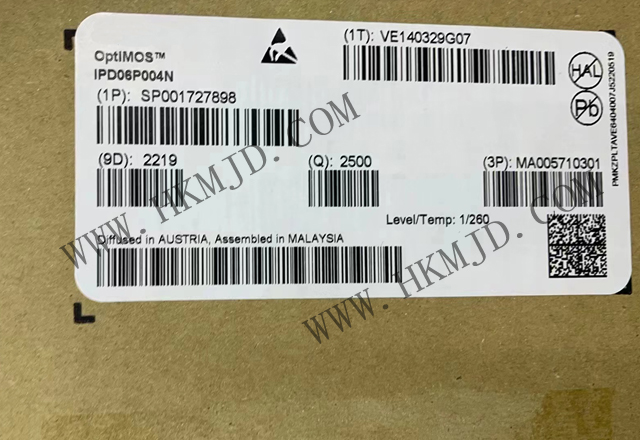 OptiMOS™
IPD06P004N
(1T): VE140329G07
(1P): SP001727898
HAL
Pb
(9D): 2219
(Q): 2500
(3P): MA005710301
PMKZPLTAVE6404007J5220519
Level/Temp: 1/260
Diffused in AUSTRIA, Assembled in MALAYSIA
WWW.HKMJD.COM
WWW.HKMJD.COM